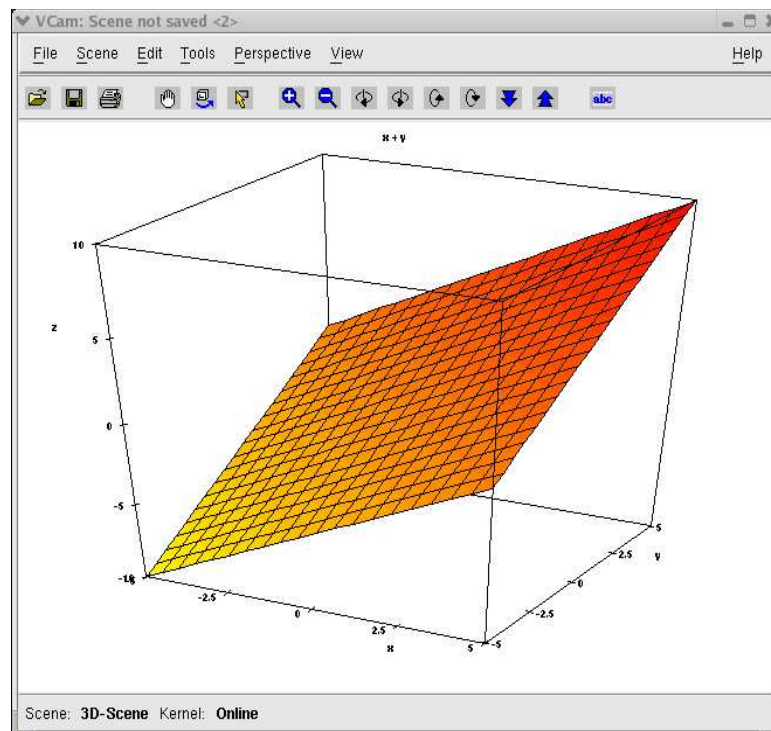 VCam: Scene not saved <2>
File Scene Edit Tools Perspective View Help
abc
x + y
10
z
5
0
-5
-2.5
0
2.5
5
x
-5
-2.5
0
2.5
5
y
Scene: 3D-Scene Kernel: Online